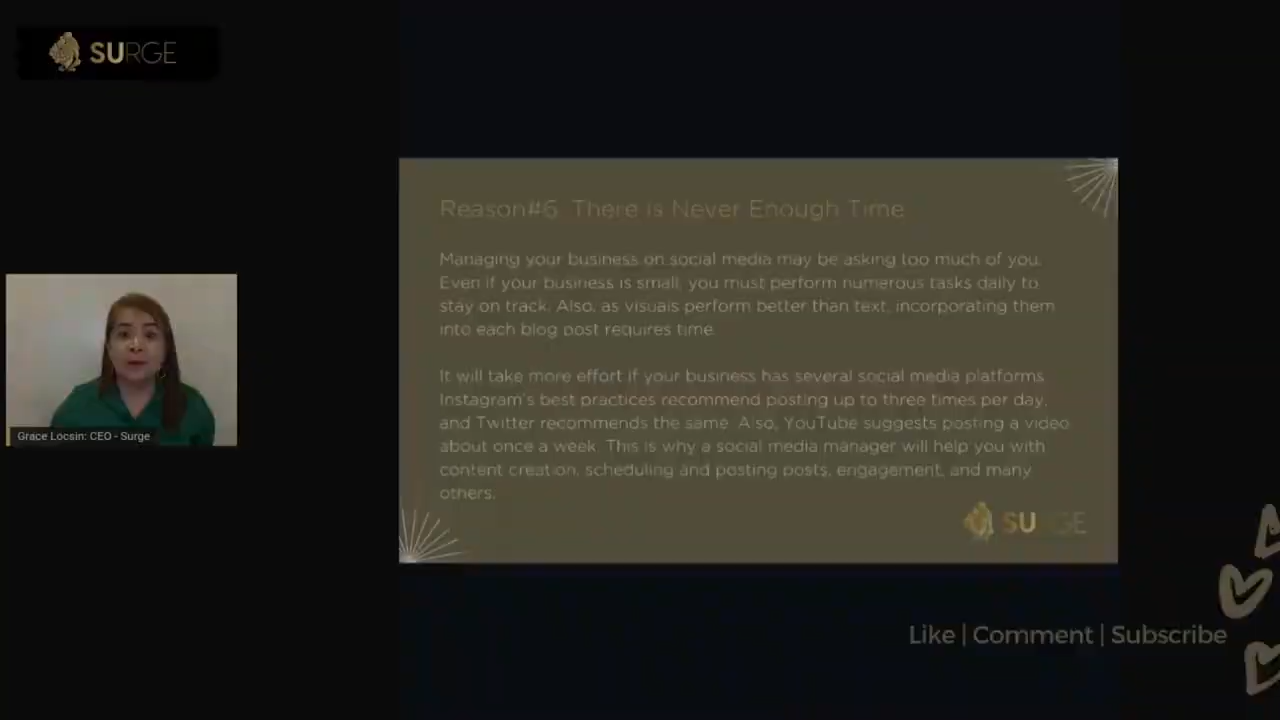 SURGE
Reason#6: There is Never Enough Time
Managing your business on social media may be asking too much of you.
Even if your business is small, you must perform numerous tasks daily to
stay on track. Also, as visuals perform better than text, incorporating them
into each blog post requires time.
It will take more effort if your business has several social media platforms.
Instagram's best practices recommend posting up to three times per day,
and Twitter recommends the same. Also, YouTube suggests posting a video
about once a week. This is why a social media manager will help you with
content creation, scheduling and posting posts, engagement, and many
others.
SURGE
Grace Locsin: CEO - Surge
Like | Comment | Subscribe